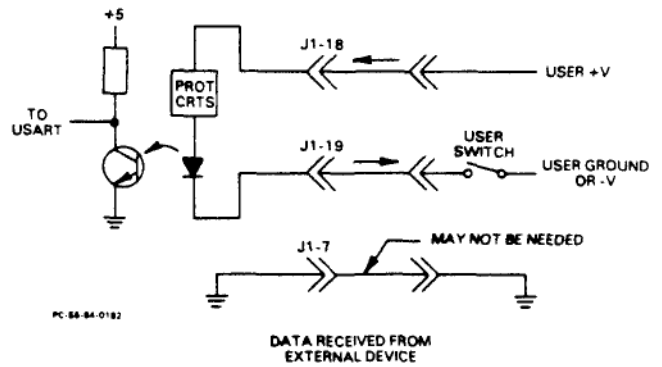 +5
J1-18
USER +V
PROT
CRTS
TO
USART
J1-19
USER
SWITCH
USER GROUND
OR -V
J1-7
MAY NOT BE NEEDED
PC-S6-84-0182
DATA RECEIVED FROM
EXTERNAL DEVICE